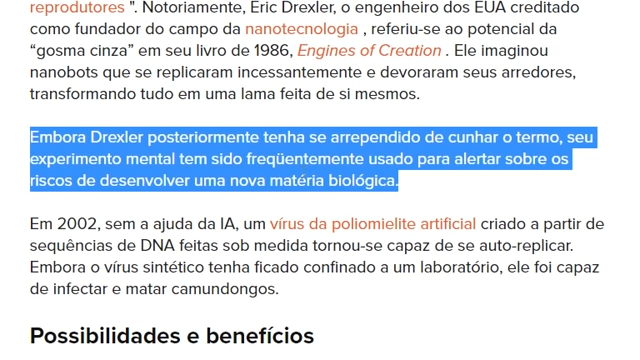 reprodutores ". Notoriamente, Eric Drexler, o engenheiro dos EUA creditado
como fundador do campo da nanotecnologia , referiu-se ao potencial da
“gosma cinza” em seu livro de 1986, Engines of Creation . Ele imaginou
nanobots que se replicaram incessantemente e devoraram seus arredores,
transformando tudo em uma lama feita de si mesmos.
Embora Drexler posteriormente tenha se arrependido de cunhar o termo, seu
experimento mental tem sido freqüentemente usado para alertar sobre os
riscos de desenvolver uma nova matéria biológica.
Em 2002, sem a ajuda da IA, um vírus da poliomielite artificial criado a partir de
sequências de DNA feitas sob medida tornou-se capaz de se auto-replicar.
Embora o vírus sintético tenha ficado confinado a um laboratório, ele foi capaz
de infectar e matar camundongos.
Possibilidades e benefícios